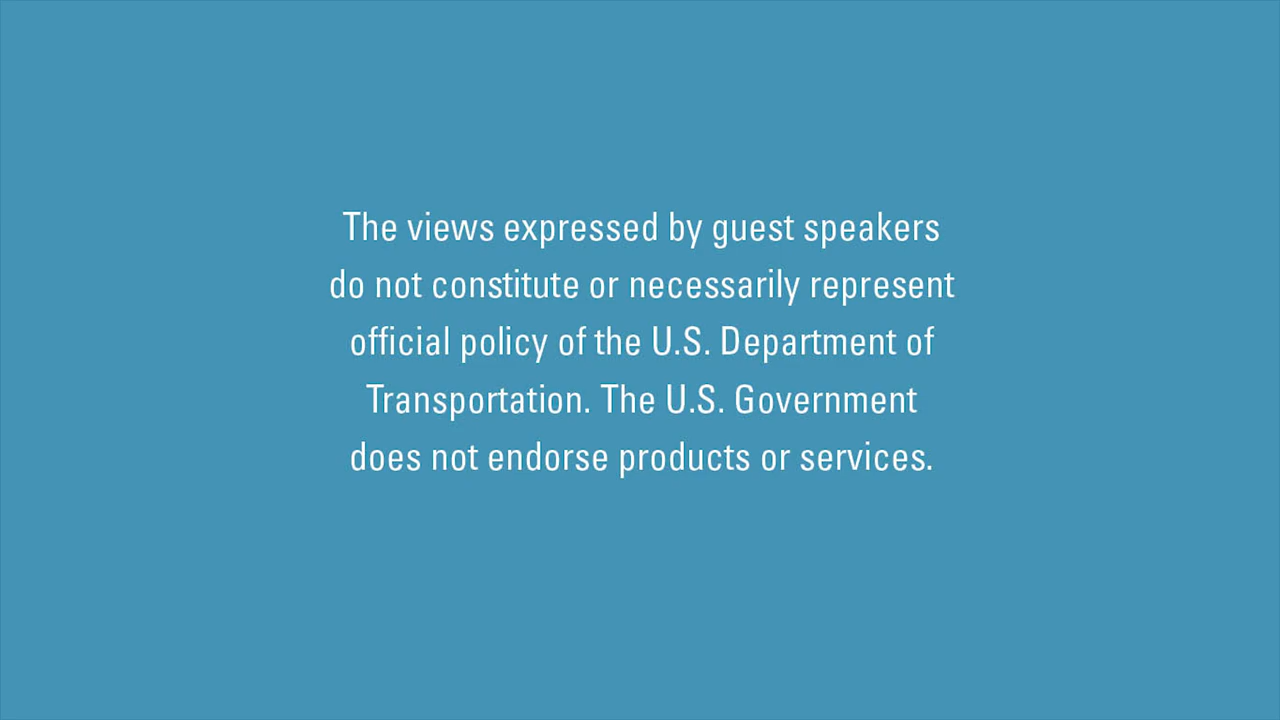 The views expressed by guest speakers
do not constitute or necessarily represent
official policy of the U.S. Department of
Transportation. The U.S. Government
does not endorse products or services.